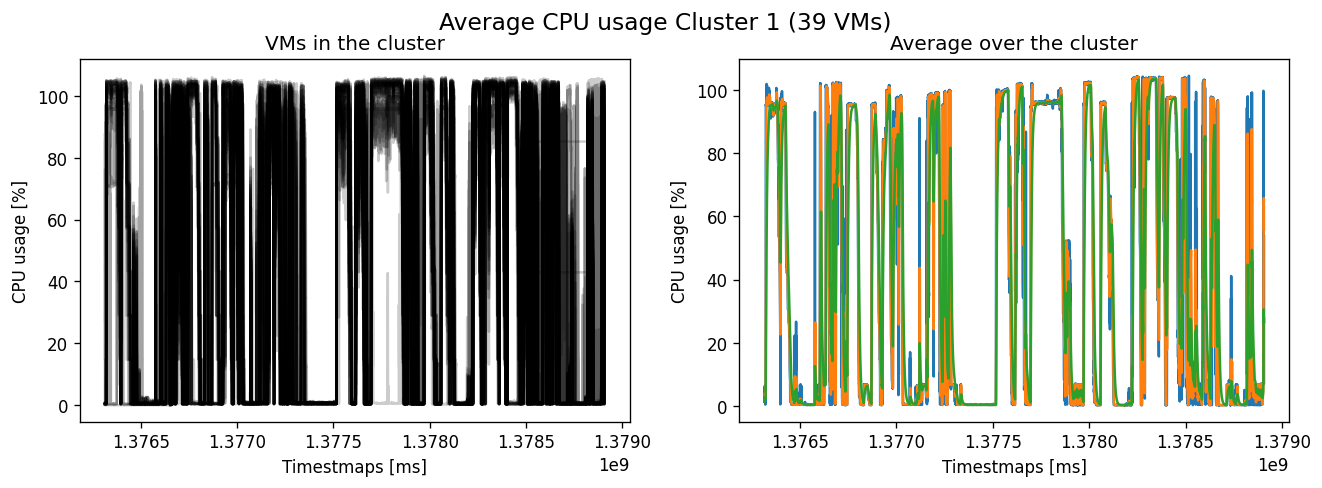 Average CPU usage Cluster 1 (39 VMs)
VMs in the cluster
CPU usage [%]
100
80
60
40
20
0
1.3765 1.3770 1.3775 1.3780 1.3785 1.3790
Timestmaps [ms]
1e9
Average over the cluster
CPU usage [%]
100
80
60
40
20
0
1.3765 1.3770 1.3775 1.3780 1.3785 1.3790
Timestmaps [ms]
1e9